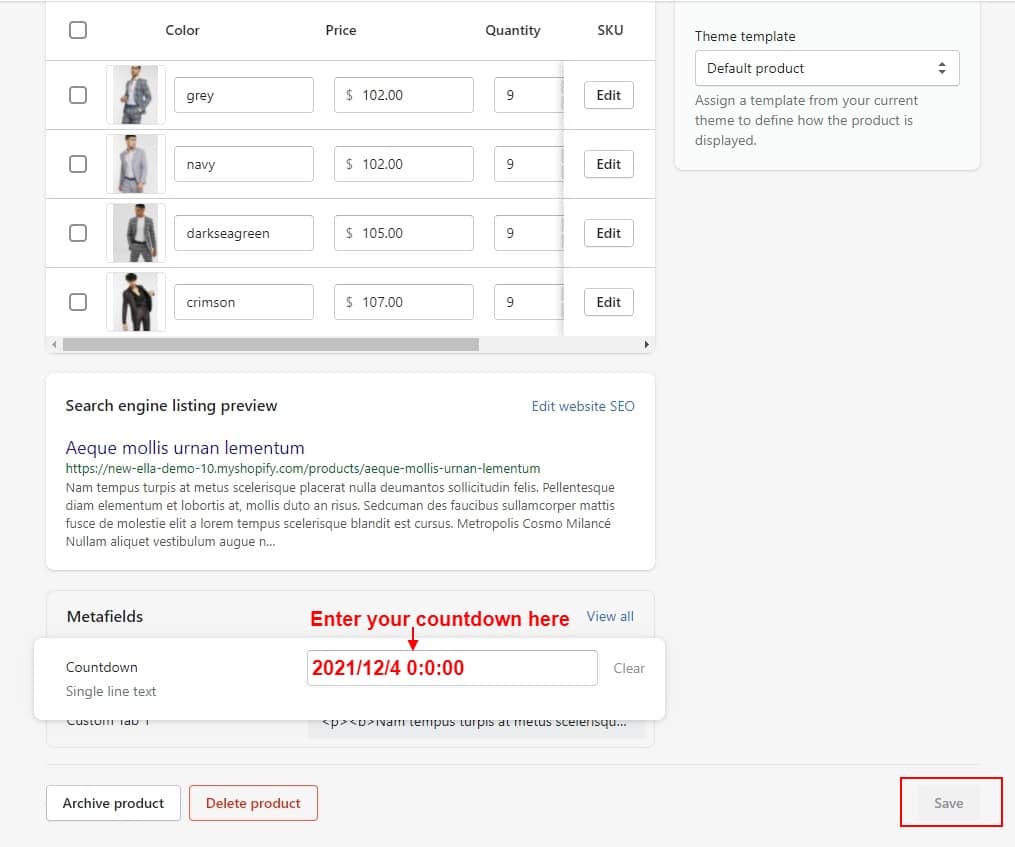 Color Price Quantity SKU
grey $ 102.00 9 Edit
navy $ 102.00 9 Edit
darkseagreen $ 105.00 9 Edit
crimson $ 107.00 9 Edit
Theme template
Default product
Assign a template from your current
theme to define how the product is
displayed.
Search engine listing preview Edit website SEO
Aeque mollis urnan lementum
https://new-ella-demo-10.myshopify.com/products/aeque-mollis-urnan-lementum
Nam tempus turpis at metus scelerisque placerat nulla deumantos sollicitudin felis. Pellentesque
diam elementum et lobortis at, mollis duto an risus. Sedcuman des faucibus sullamcorper mattis
fusce de molestie elit a lorem tempus scelerisque blandit est cursus. Metropolis Cosmo Milancé
Nullam aliquet vestibulum augue n...
Metafields Enter your countdown here View all
Countdown 2021/12/4 0:0:00 Clear
Single line text
Custom Tab 1 <p><b>Nam tempus turpis at metus scelerisqu...
Archive product Delete product Save